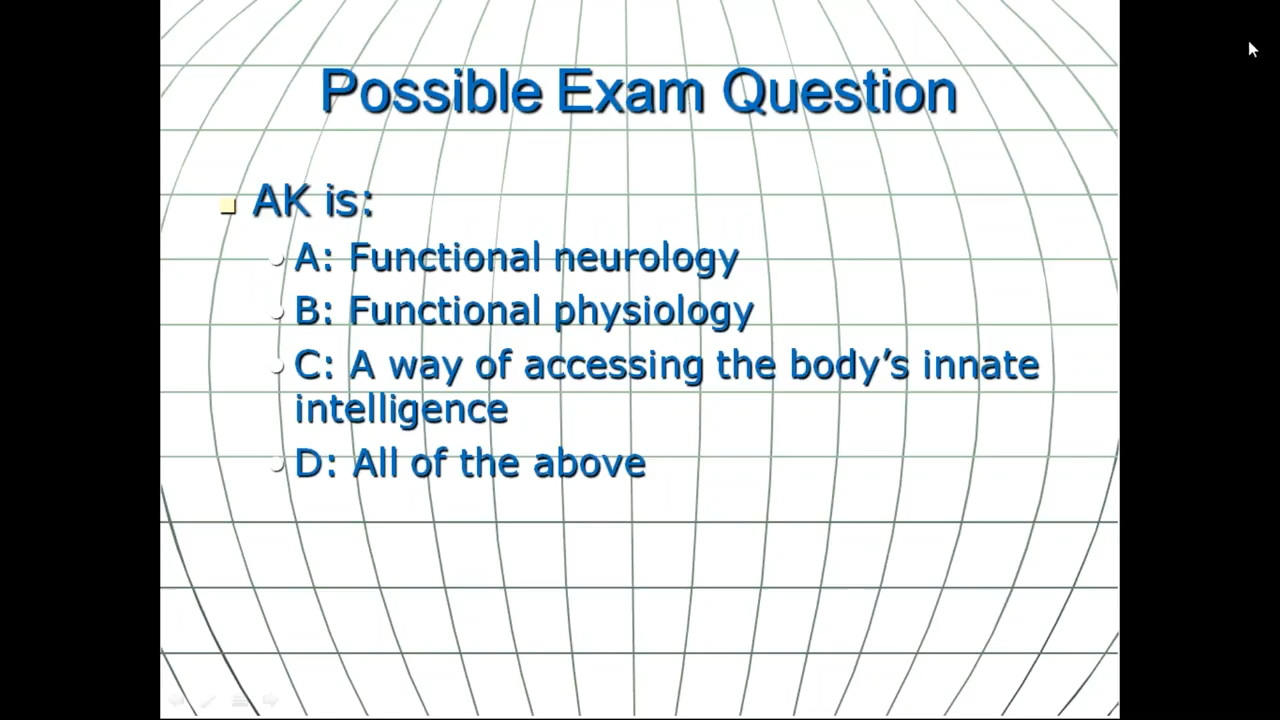 Possible Exam Question
AK is:
A: Functional neurology
B: Functional physiology
C: A way of accessing the body’s innate
intelligence
D: All of the above